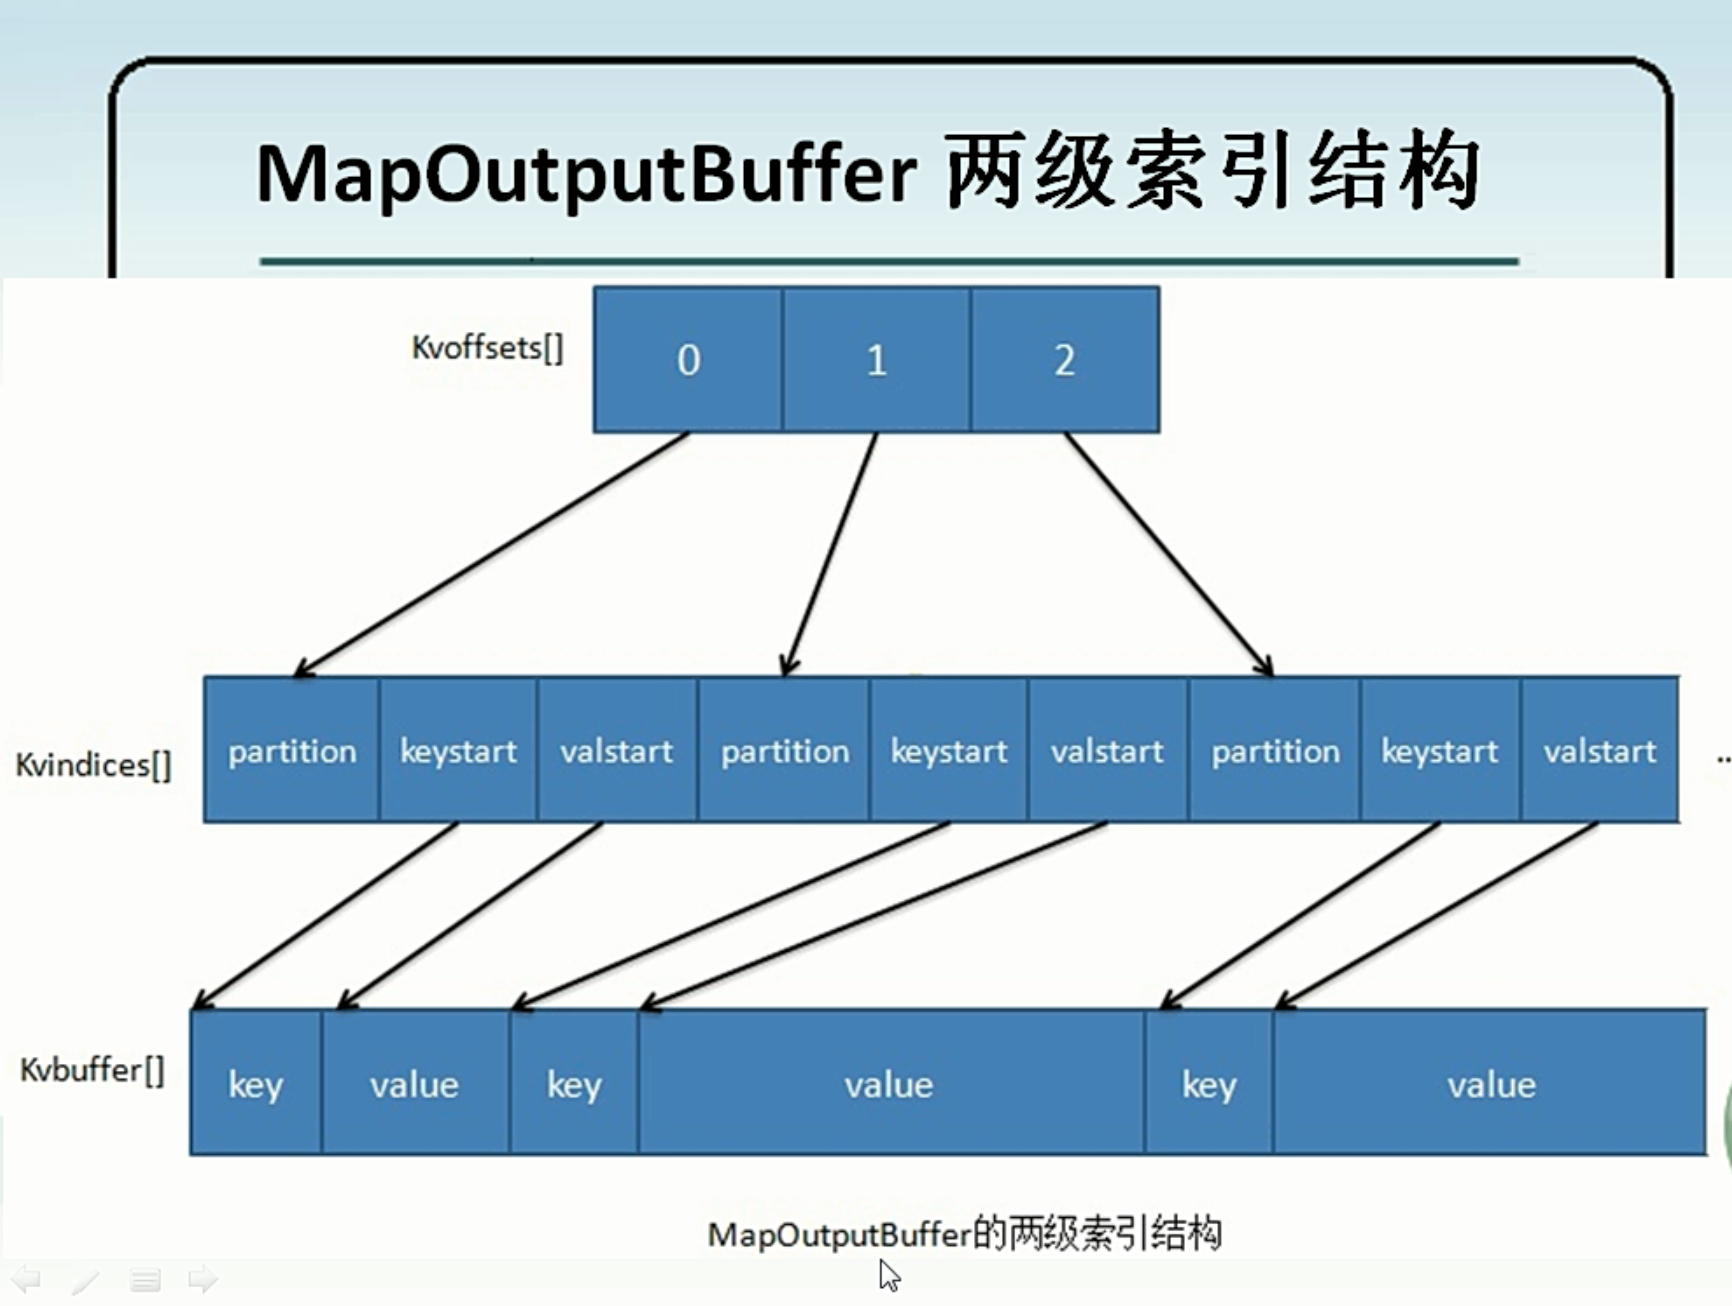 MapOutputBuffer 两级索引结构
Kvoffsets[] 0 1 2
Kvindices[] partition keystart valstart partition keystart valstart partition keystart valstart ..
Kvbuffer[] key value key value key value
MapOutputBuffer的两级索引结构